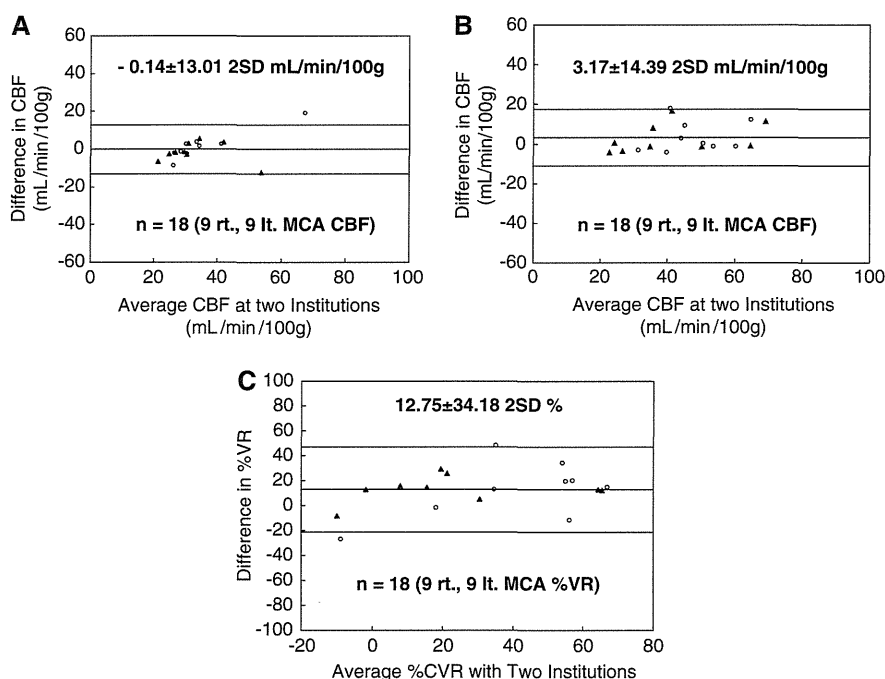 A
Difference in CBF
(mL/min/100g)
60
40
20
0
-20
-40
-60
- 0.14±13.01 2SD mL/min/100g
n = 18 (9 rt., 9 lt. MCA CBF)
0 20 40 60 80 100
Average CBF at two Institutions
(mL/min/100g)
B
Difference in CBF
(mL/min/100g)
60
40
20
0
-20
-40
-60
3.17±14.39 2SD mL/min/100g
n = 18 (9 rt., 9 lt. MCA CBF)
0 20 40 60 80 100
Average CBF at two Institutions
(mL/min/100g)
C
Difference in %VR
100
80
60
40
20
0
-20
-40
-60
-80
-100
12.75±34.18 2SD %
n = 18 (9 rt., 9 lt. MCA %VR)
-20 0 20 40 60 80
Average %CVR with Two Institutions